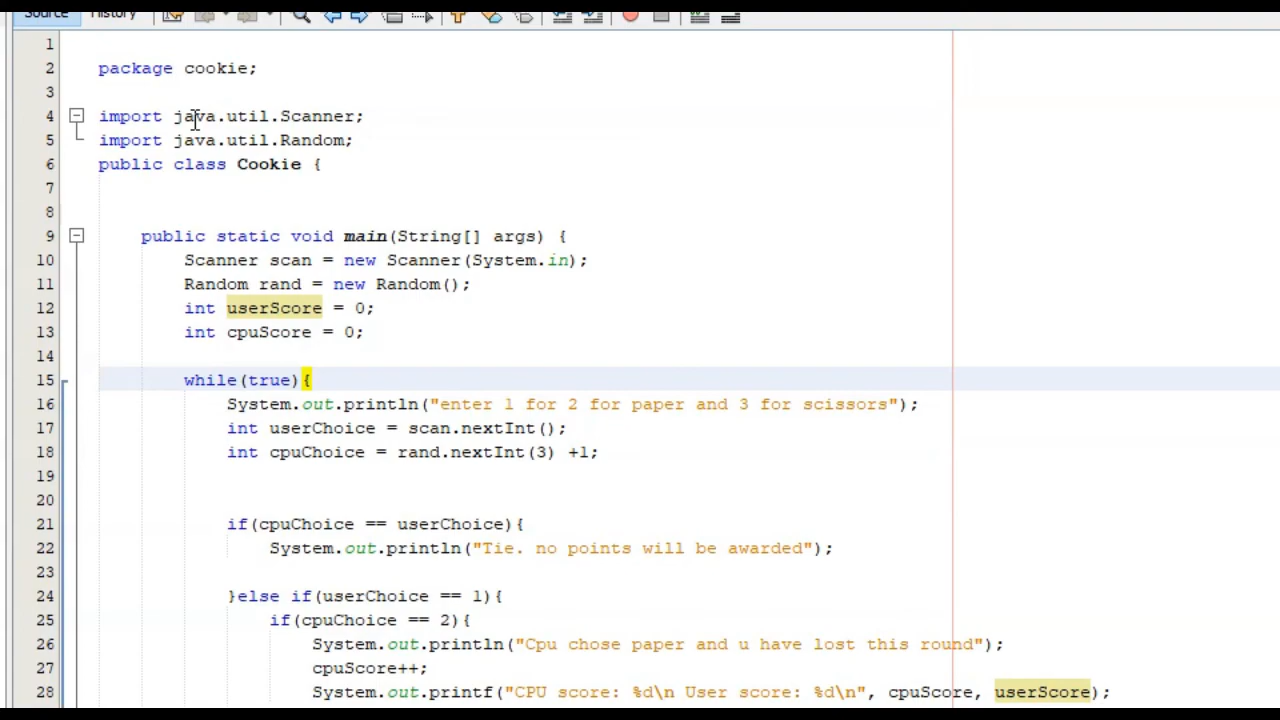 Source History
1
2 package cookie;
3
4 import java.util.Scanner;
5 import java.util.Random;
6 public class Cookie {
7
8
9 public static void main(String[] args) {
10 Scanner scan = new Scanner(System.in);
11 Random rand = new Random();
12 int userScore = 0;
13 int cpuScore = 0;
14
15 while(true){
16 System.out.println("enter 1 for 2 for paper and 3 for scissors");
17 int userChoice = scan.nextInt();
18 int cpuChoice = rand.nextInt(3) +1;
19
20
21 if(cpuChoice == userChoice){
22 System.out.println("Tie. no points will be awarded");
23
24 }else if(userChoice == 1){
25 if(cpuChoice == 2){
26 System.out.println("Cpu chose paper and u have lost this round");
27 cpuScore++;
28 System.out.printf("CPU score: %d\n User score: %d\n", cpuScore, userScore);